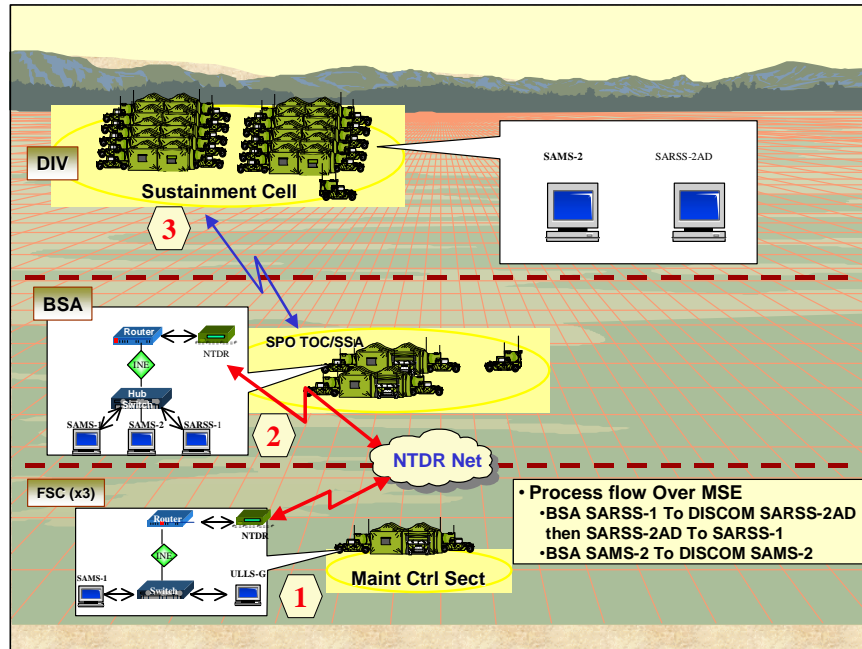 DIV
Sustainment Cell
3
SAMS-2 SARSS-2AD
BSA
Router
NTDR
INE
Hub
Switch
SAMS-1 SAMS-2 SARSS-1
SPO TOC/SSA
2
NTDR Net
FSC (x3)
Router
NTDR
INE
SAMS-1
Switch
ULLS-G
1
Maint Ctrl Sect
• Process flow Over MSE
•BSA SARSS-1 To DISCOM SARSS-2AD
then SARSS-2AD To SARSS-1
•BSA SAMS-2 To DISCOM SAMS-2